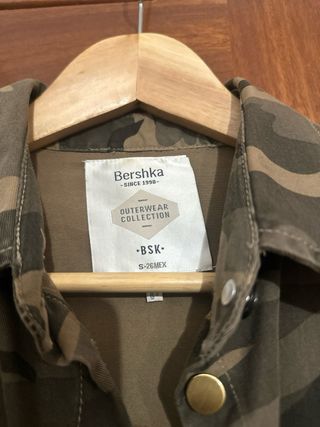 Bershka
-SINCE 1998-
OUTERWEAR
COLLECTION
•BSK•
S-26MEX